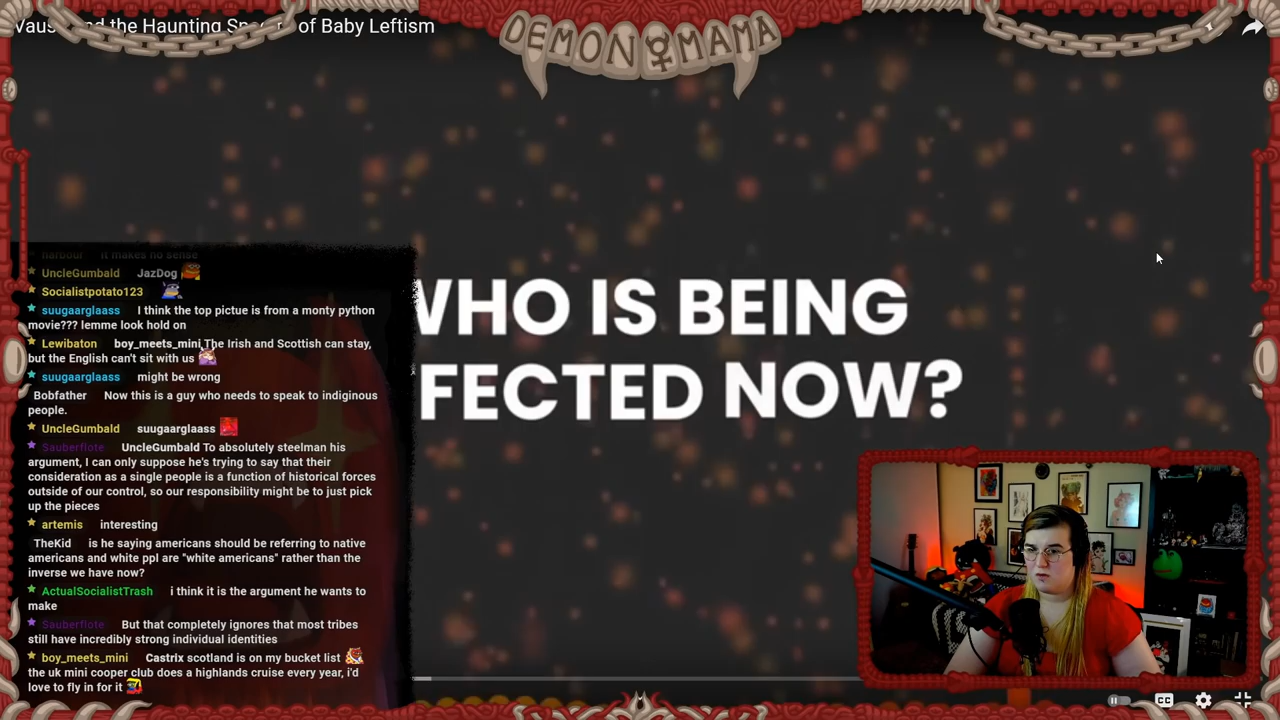 Vaus nd the Haunting Sp of Baby Leftism
DEMON MAMA
WHO IS BEING
FECTED NOW?
harbour it makes no sense
UncleGumbald JazDog
Socialistpotato123
suugaarglaass I think the top pictue is from a monty python
movie??? lemme look hold on
Lewibaton boy_meets_mini The Irish and Scottish can stay,
but the English can't sit with us
suugaarglaass might be wrong
Bobfather Now this is a guy who needs to speak to indiginous
people.
UncleGumbald suugaarglaass
Sauberflote UncleGumbald To absolutely steelman his
argument, I can only suppose he's trying to say that their
consideration as a single people is a function of historical forces
outside of our control, so our responsibility might be to just pick
up the pieces
artemis interesting
TheKid is he saying americans should be referring to native
americans and white ppl are "white americans" rather than the
inverse we have now?
ActualSocialistTrash i think it is the argument he wants to
make
Sauberflote But that completely ignores that most tribes
still have incredibly strong individual identities
boy_meets_mini Castrix scotland is on my bucket list
the uk mini cooper club does a highlands cruise every year, i'd
love to fly in for it
CC